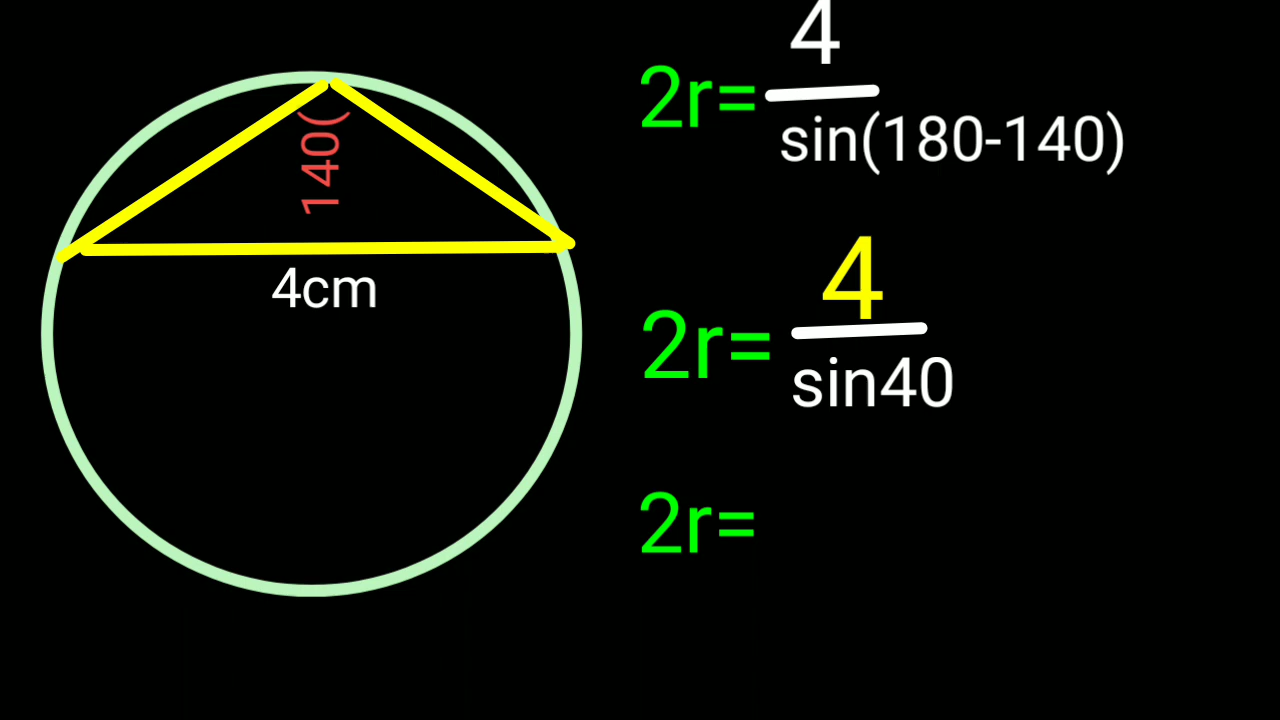 140(
4cm
2r=
4
sin(180-140)
2r=
4
sin40
2r=